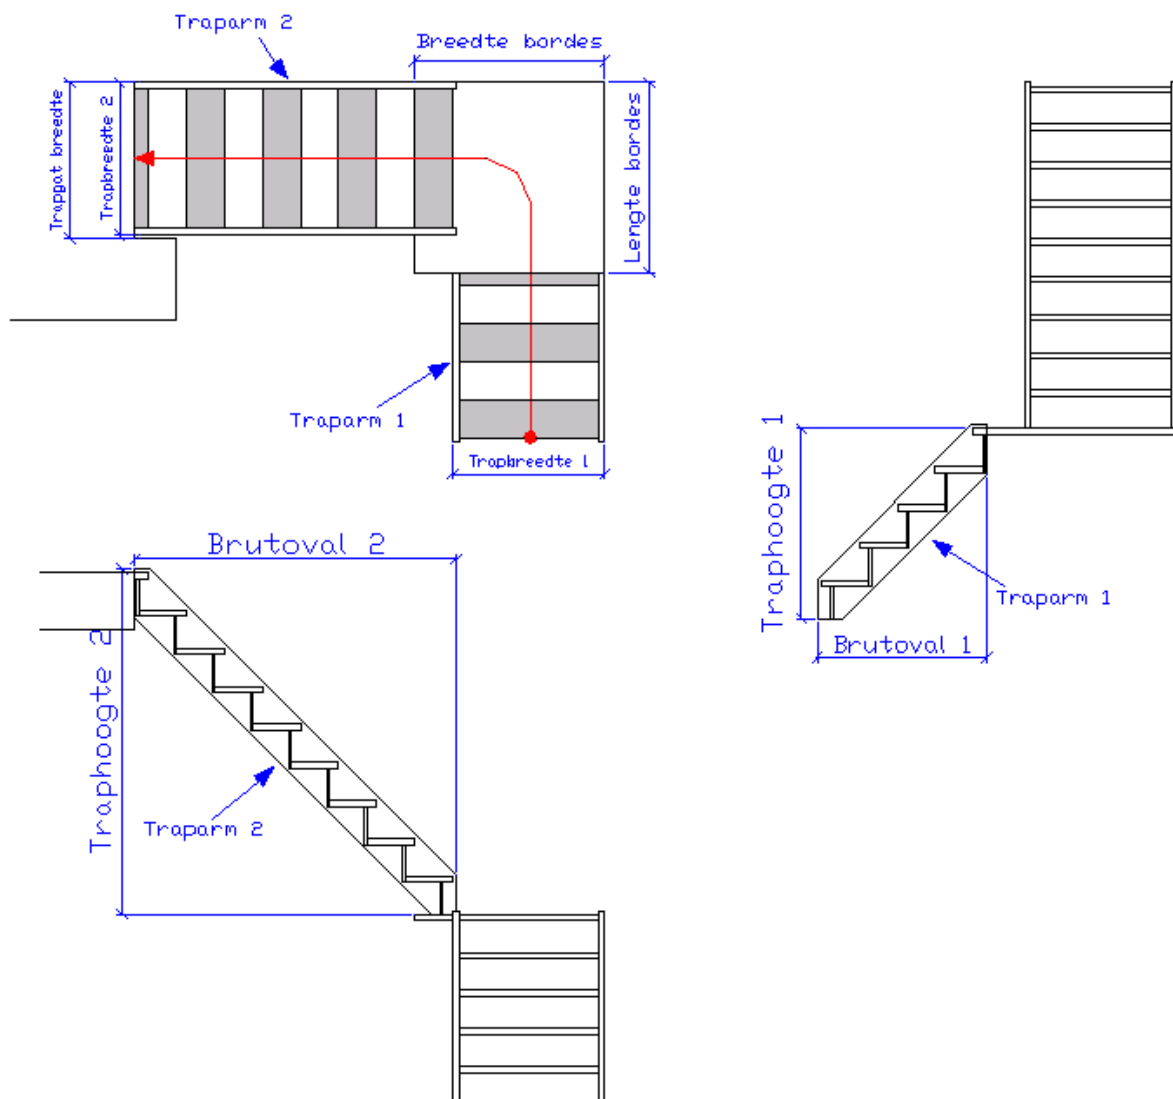 Traparm 2
Breedte bordes
Trapgat breedte
Trapbreedte 2
Lengte bordes
Traparm 1
Trapbreedte 1
Traphoogte 1
Traparm 1
Brutoval 1
Brutoval 2
Traphoogte 2
Traparm 2